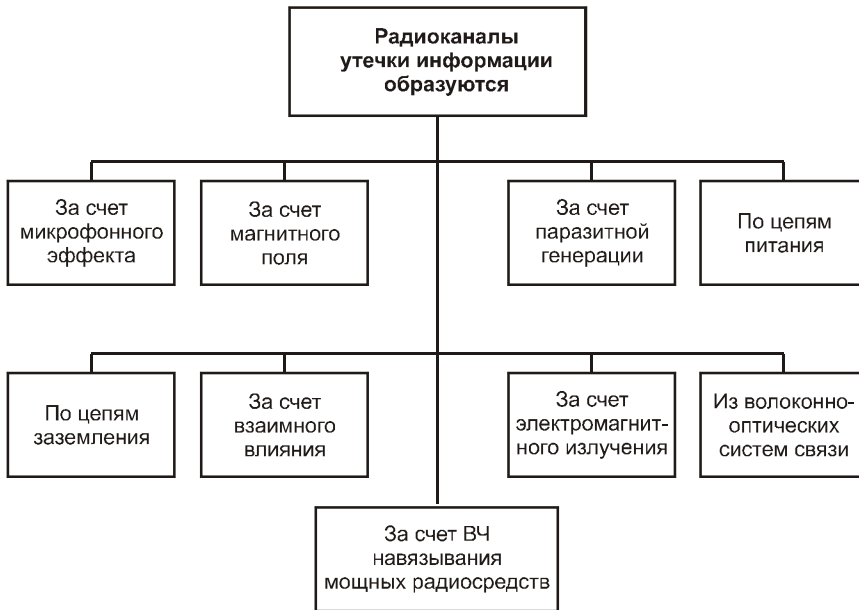 Радиоканалы
утечки информации
образуются
За счет
микрофонного
эффекта
За счет
магнитного
поля
За счет
паразитной
генерации
По цепям
питания
По цепям
заземления
За счет
взаимного
влияния
За счет
электромагнит-
ного излучения
Из волоконно-
оптических
систем связи
За счет ВЧ
навязывания
мощных радиосредств